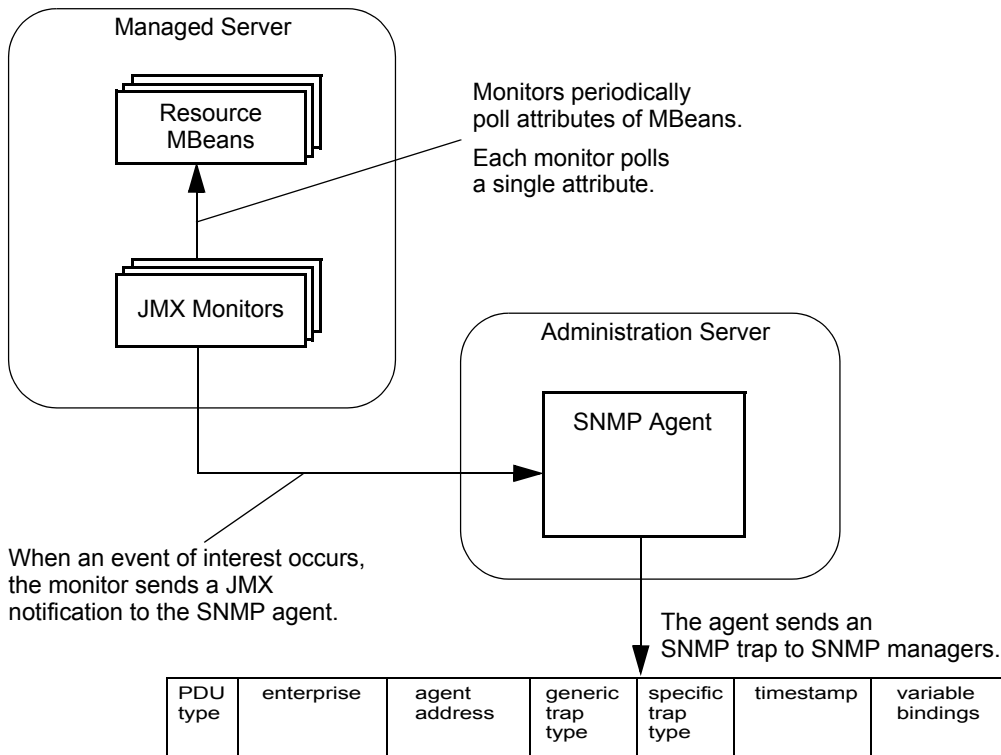 Managed Server
Resource
MBeans
Monitors periodically
poll attributes of MBeans.
Each monitor polls
a single attribute.
JMX Monitors
Administration Server
SNMP Agent
When an event of interest occurs,
the monitor sends a JMX
notification to the SNMP agent.
The agent sends an
SNMP trap to SNMP managers.
PDU
type
enterprise
agent
address
generic
trap
type
specific
trap
type
timestamp
variable
bindings